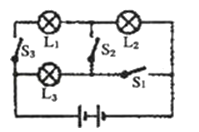 L₁ L₂
S₃ S₂
L₃ S₁